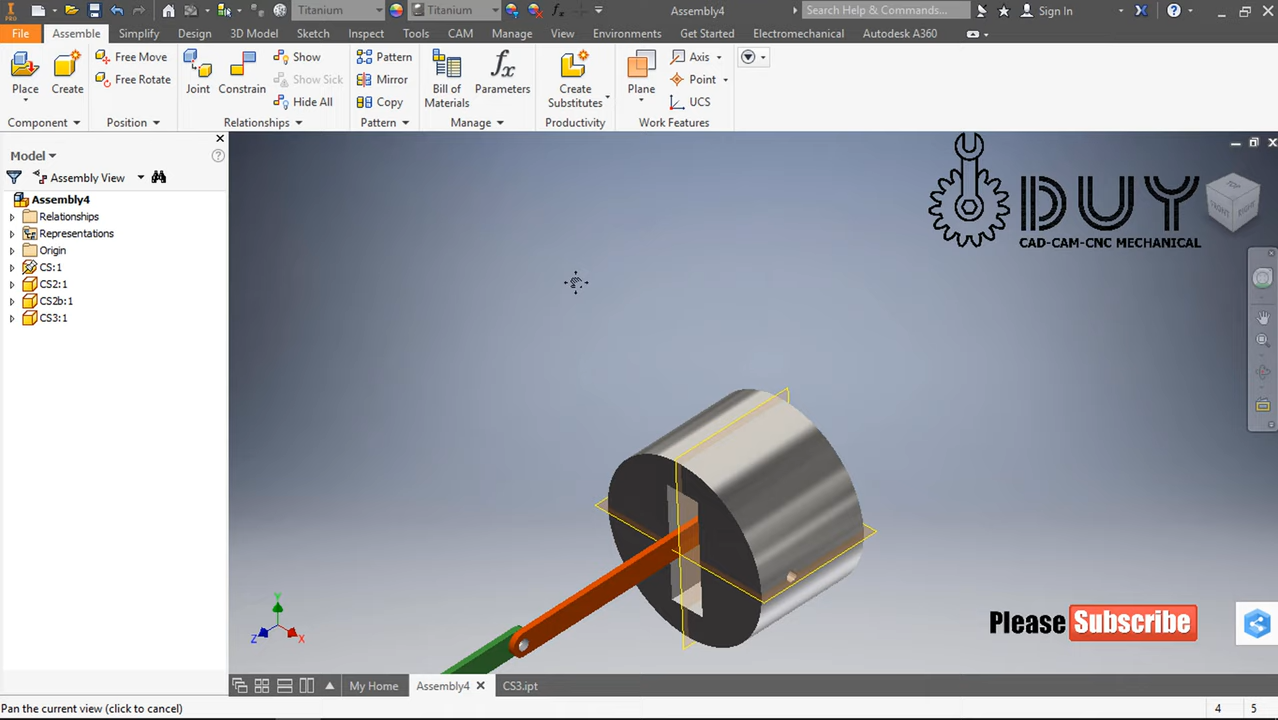 PRO
Titanium
Titanium
Assembly4
Search Help & Commands...
Sign In
File
Assemble
Simplify
Design
3D Model
Sketch
Inspect
Tools
CAM
Manage
View
Environments
Get Started
Electromechanical
Autodesk A360
Place
Create
Free Move
Free Rotate
Joint
Constrain
Show
Show Sick
Hide All
Pattern
Mirror
Copy
Bill of Materials
Parameters
Create Substitutes
Plane
Axis
Point
UCS
Component
Position
Relationships
Pattern
Manage
Productivity
Work Features
Model
Assembly View
Assembly4
Relationships
Representations
Origin
CS:1
CS2:1
CS2b:1
CS3:1
DUY
CAD-CAM-CNC MECHANICAL
TOP
FRONT
RIGHT
Y
Z
X
Please Subscribe
My Home
Assembly4
CS3.ipt
Pan the current view (click to cancel)
4
5